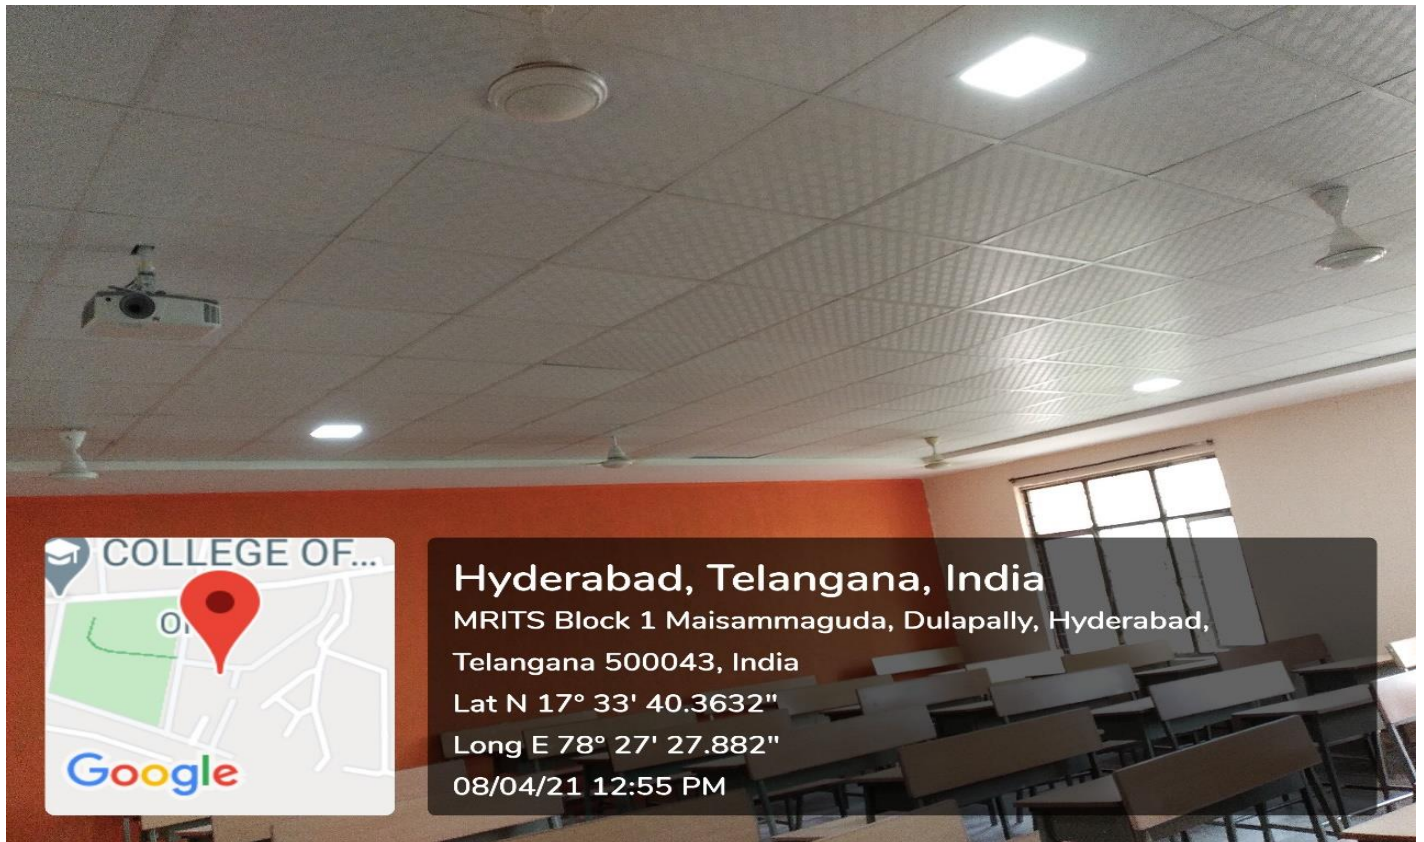 COLLEGE OF...
Google
Hyderabad, Telangana, India
MRITS Block 1 Maisammaguda, Dulapally, Hyderabad,
Telangana 500043, India
Lat N 17° 33' 40.3632"
Long E 78° 27' 27.882"
08/04/21 12:55 PM